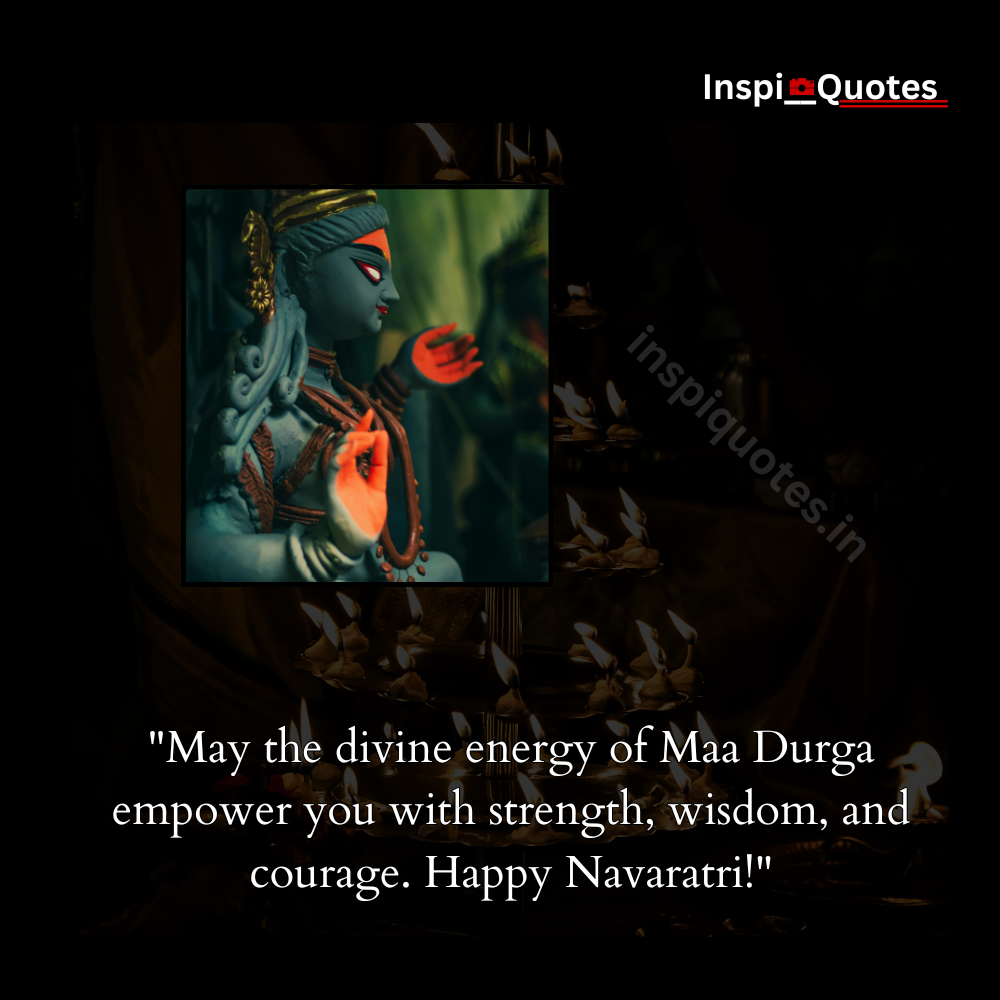 Inspi Quotes
inspiquotes.in
"May the divine energy of Maa Durga
empower you with strength, wisdom, and
courage. Happy Navaratri!"